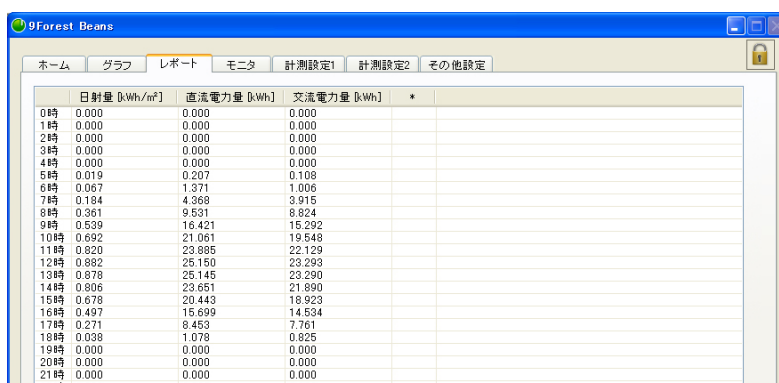 9Forest Beans
ホーム グラフ レポート モニタ 計測設定1 計測設定2 その他設定
日射量 [kWh/m²] 直流電力量 [kWh] 交流電力量 [kWh] *
0時 0.000 0.000 0.000
1時 0.000 0.000 0.000
2時 0.000 0.000 0.000
3時 0.000 0.000 0.000
4時 0.000 0.000 0.000
5時 0.019 0.207 0.108
6時 0.067 1.371 1.006
7時 0.184 4.368 3.915
8時 0.361 9.531 8.824
9時 0.539 16.421 15.292
10時 0.692 21.061 19.548
11時 0.820 23.885 22.129
12時 0.882 25.150 23.293
13時 0.878 25.145 23.290
14時 0.806 23.651 21.890
15時 0.678 20.443 18.923
16時 0.497 15.699 14.534
17時 0.271 8.453 7.761
18時 0.038 1.078 0.825
19時 0.000 0.000 0.000
20時 0.000 0.000 0.000
21時 0.000 0.000 0.000